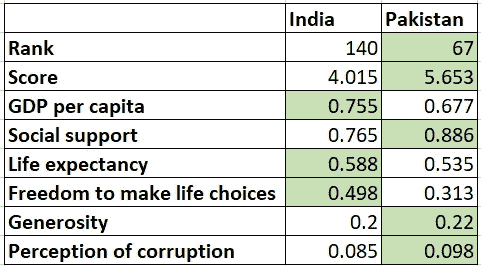 India Pakistan
Rank 140 67
Score 4.015 5.653
GDP per capita 0.755 0.677
Social support 0.765 0.886
Life expectancy 0.588 0.535
Freedom to make life choices 0.498 0.313
Generosity 0.2 0.22
Perception of corruption 0.085 0.098